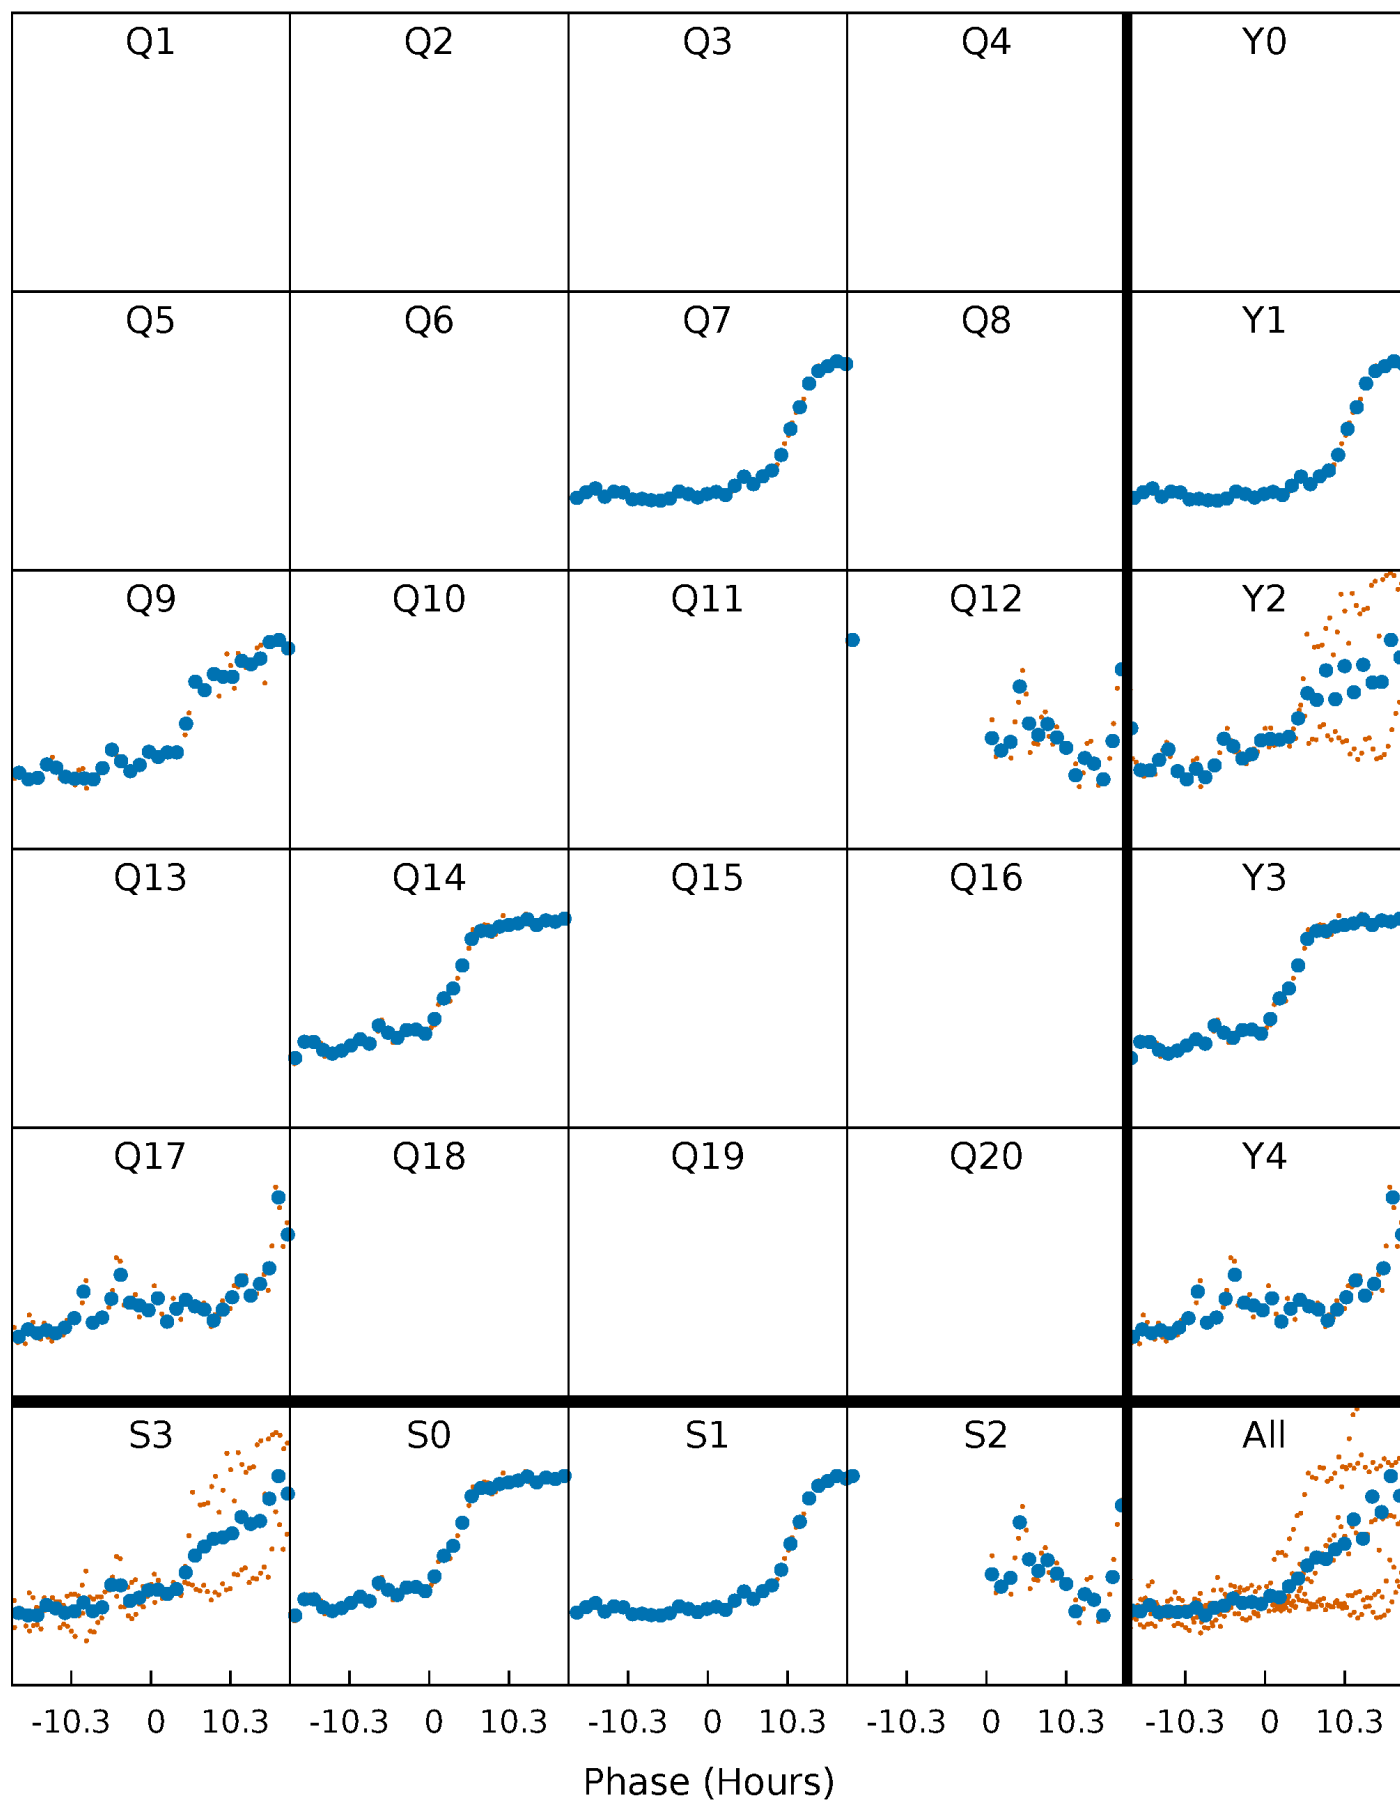 Q1 Q2 Q3 Q4 Y0
Q5 Q6 Q7 Q8 Y1
Q9 Q10 Q11 Q12 Y2
Q13 Q14 Q15 Q16 Y3
Q17 Q18 Q19 Q20 Y4
S3 S0 S1 S2 All
-10.3 0 10.3 -10.3 0 10.3 -10.3 0 10.3 -10.3 0 10.3 -10.3 0 10.3
Phase (Hours)